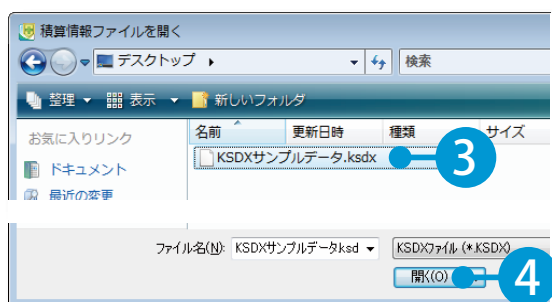 積算情報ファイルを開く
デスクトップ
検索
整理 表示 新しいフォルダ
お気に入りリンク
名前 更新日時 種類 サイズ
KSDXサンプルデータ.ksdx
3
ドキュメント
最近の変更
ファイル名(N): KSDXサンプルデータksd
KSDXファイル (*.KSDX)
開く(O)
4